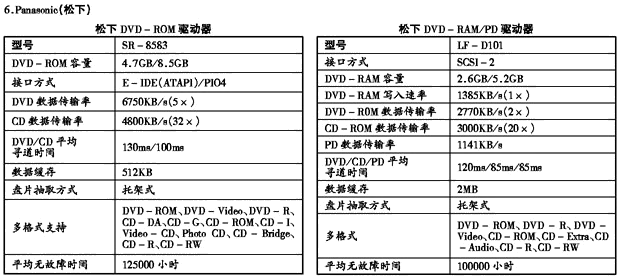 6.Panasonic(松下)
松下 DVD-ROM 驱动器
型号 SR-8583
DVD-ROM 容量 4.7GB/8.5GB
接口方式 E-IDE(ATAPI)/PIO4
DVD 数据传输率 6750KB/s(5×)
CD 数据传输率 4800KB/s(32×)
DVD/CD 平均
寻道时间 130ms/100ms
数据缓存 512KB
盘片抽取方式 托架式
多格式支持 DVD-ROM、DVD-Video、DVD-R、
CD-DA、CD-G、CD-ROM、CD-I、
Video-CD、Photo CD、CD-Bridge、
CD-R、CD-RW
平均无故障时间 125000 小时
松下 DVD-RAM/PD 驱动器
型号 LF-D101
接口方式 SCSI-2
DVD-RAM 容量 2.6GB/5.2GB
DVD-RAM 写入速率 1385KB/s(1×)
DVD-ROM 数据传输率 2770KB/s(2×)
CD-ROM 数据传输率 3000KB/s(20×)
PD 数据传输率 1141KB/s
DVD/CD/PD 平均
寻道时间 120ms/85ms/85ms
数据缓存 2MB
盘片抽取方式 托架式
多格式 DVD-ROM、DVD-R、DVD-
Video、CD-ROM、CD-Extra、CD
-Audio、CD-R、CD-RW
平均无故障时间 100000 小时